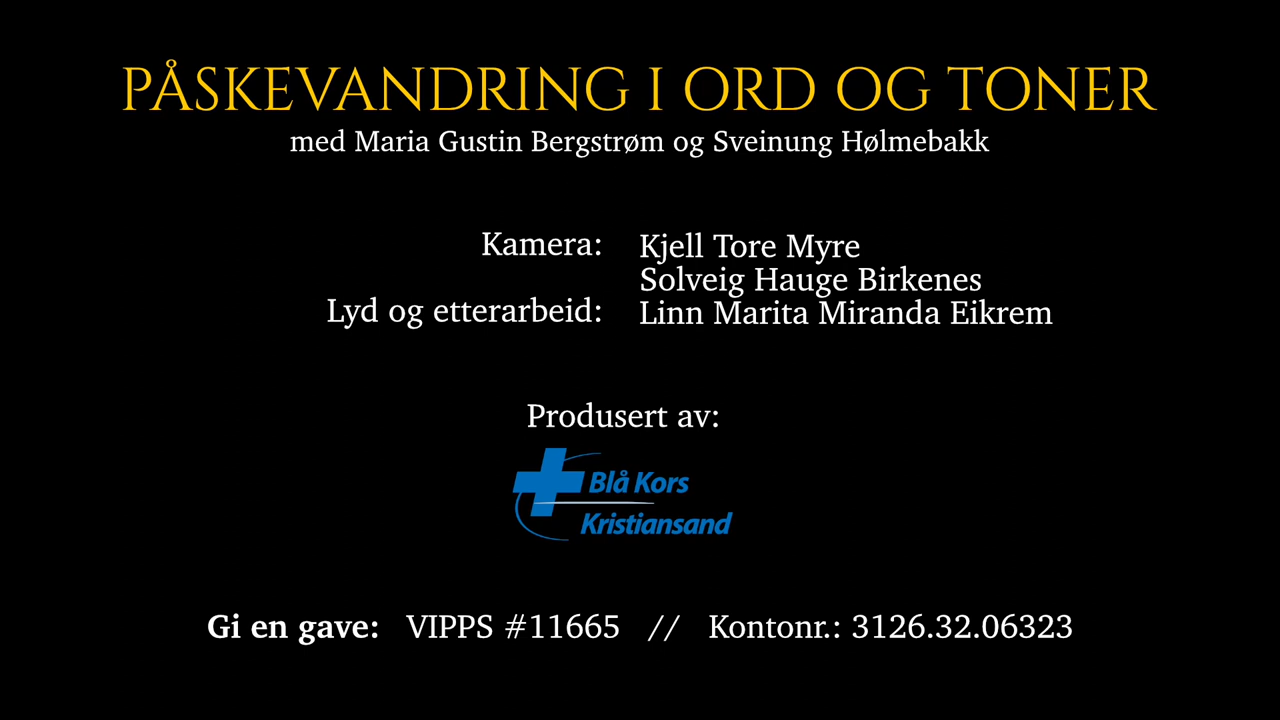 PÅSKEVANDRING I ORD OG TONER
med Maria Gustin Bergstrøm og Sveinung Hølmebakk
Kamera: Kjell Tore Myre
Solveig Hauge Birkenes
Lyd og etterarbeid: Linn Marita Miranda Eikrem
Produsert av:
Blå Kors
Kristiansand
Gi en gave: VIPPS #11665 // Kontonr.: 3126.32.06323